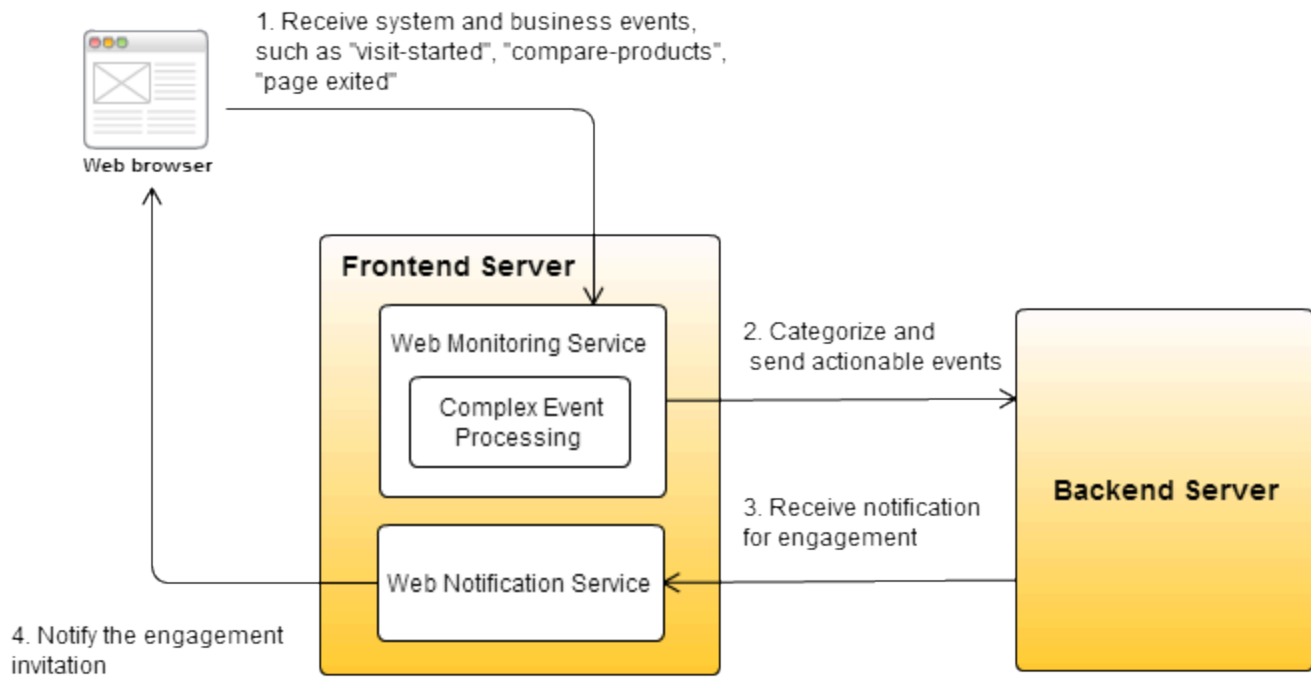 1. Receive system and business events,
such as "visit-started", "compare-products",
"page exited"
Web browser
Frontend Server
Web Monitoring Service
Complex Event
Processing
2. Categorize and
send actionable events
Backend Server
3. Receive notification
for engagement
Web Notification Service
4. Notify the engagement
invitation